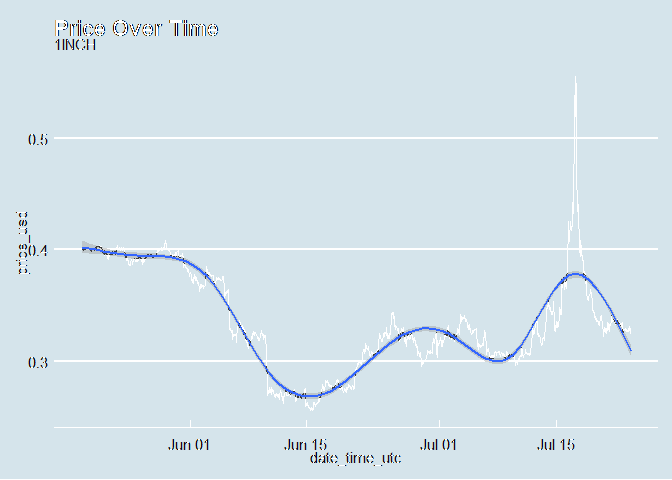 Price Over Time
1INCH
0.5
0.4
0.3
price_usd
Jun 01
Jun 15
Jul 01
Jul 15
date_time_utc